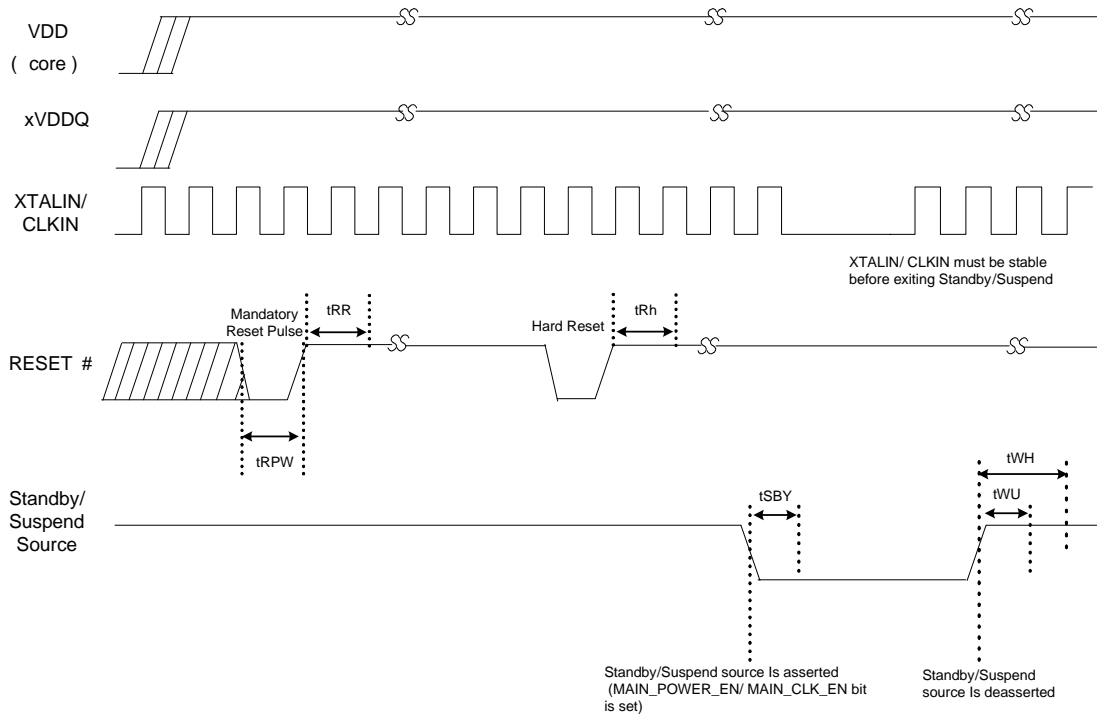 VDD
( core )
xVDDQ
XTALIN/
CLKIN
XTALIN/ CLKIN must be stable
before exiting Standby/Suspend
Mandatory
Reset Pulse
tRR
Hard Reset
tRh
RESET #
tRPW
tWH
tSBY
tWU
Standby/
Suspend
Source
Standby/Suspend source Is asserted
(MAIN_POWER_EN/ MAIN_CLK_EN bit
is set)
Standby/Suspend
source Is deasserted